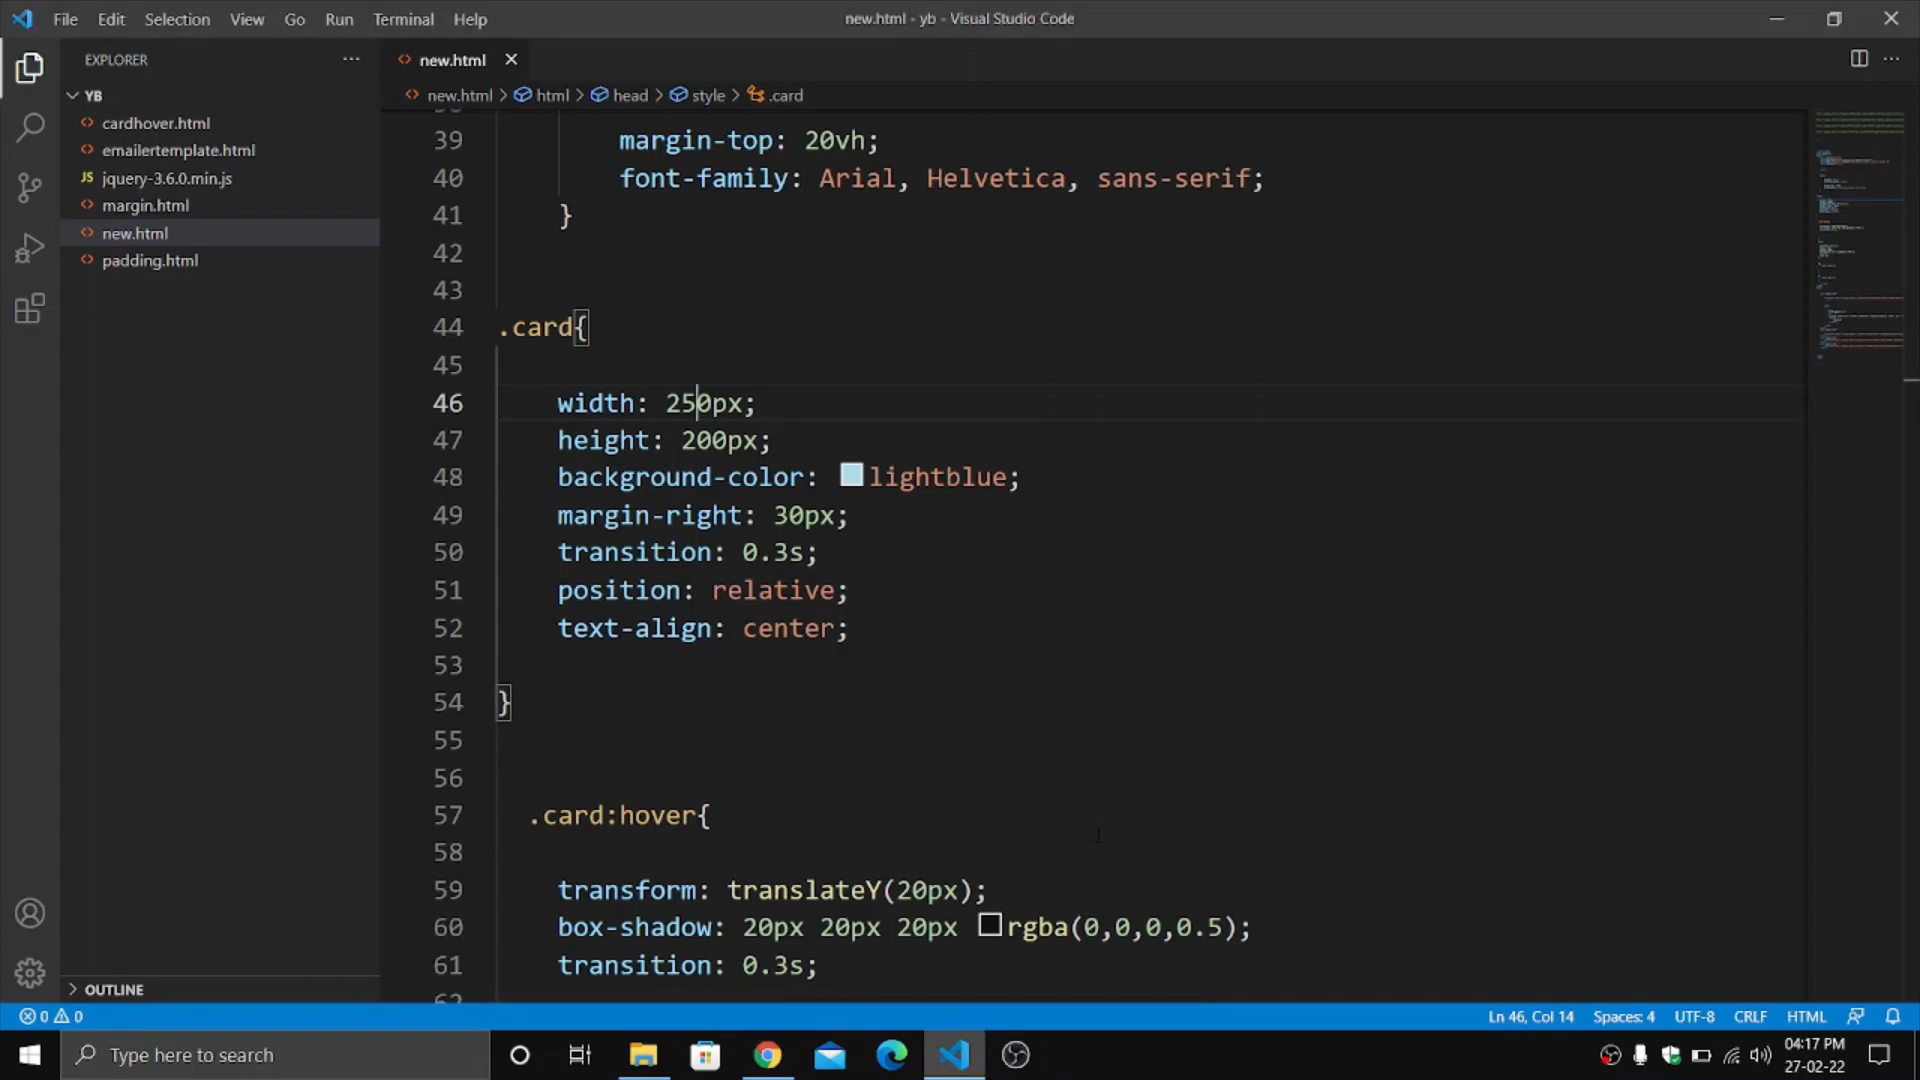 File Edit Selection View Go Run Terminal Help
new.html - yb - Visual Studio Code
EXPLORER
new.html
YB
new.html > html > head > style > .card
cardhover.html
emailertemplate.html
JS jquery-3.6.0.min.js
margin.html
new.html
padding.html
39 margin-top: 20vh;
40 font-family: Arial, Helvetica, sans-serif;
41 }
42
43
44 .card{
45
46 width: 250px;
47 height: 200px;
48 background-color: lightblue;
49 margin-right: 30px;
50 transition: 0.3s;
51 position: relative;
52 text-align: center;
53
54 }
55
56
57 .card:hover{
58
59 transform: translateY(20px);
60 box-shadow: 20px 20px 20px rgba(0,0,0,0.5);
61 transition: 0.3s;
62
OUTLINE
0 0
Ln 46, Col 14 Spaces: 4 UTF-8 CRLF HTML
Type here to search
04:17 PM
27-02-22